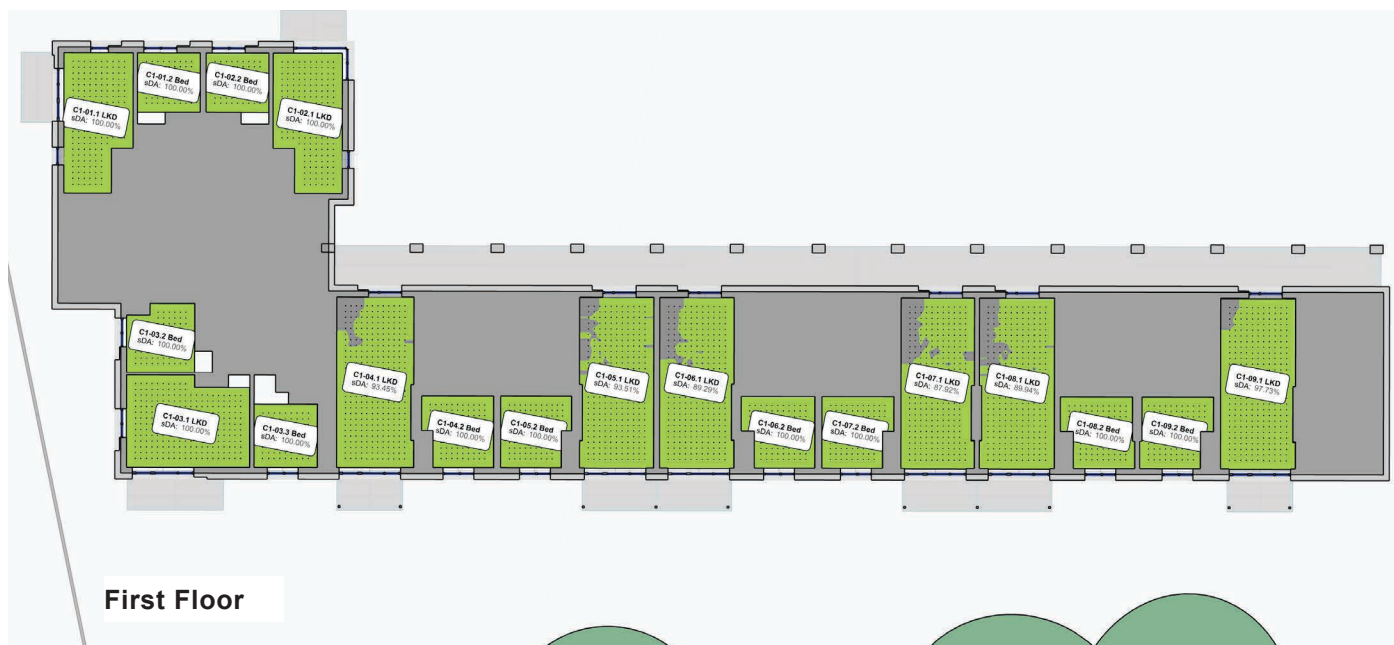 C1-01.1 LKD
sDA: 100.00%
C1-01.2 Bed
sDA: 100.00%
C1-02.2 Bed
sDA: 100.00%
C1-02.1 LKD
sDA: 100.00%
C1-03.2 Bed
sDA: 100.00%
C1-03.1 LKD
sDA: 100.00%
C1-03.3 Bed
sDA: 100.00%
C1-04.1 LKD
sDA: 93.45%
C1-04.2 Bed
sDA: 100.00%
C1-05.2 Bed
sDA: 100.00%
C1-05.1 LKD
sDA: 93.51%
C1-06.1 LKD
sDA: 89.29%
C1-06.2 Bed
sDA: 100.00%
C1-07.2 Bed
sDA: 100.00%
C1-07.1 LKD
sDA: 87.92%
C1-08.1 LKD
sDA: 89.94%
C1-08.2 Bed
sDA: 100.00%
C1-09.2 Bed
sDA: 100.00%
C1-09.1 LKD
sDA: 97.73%
First Floor